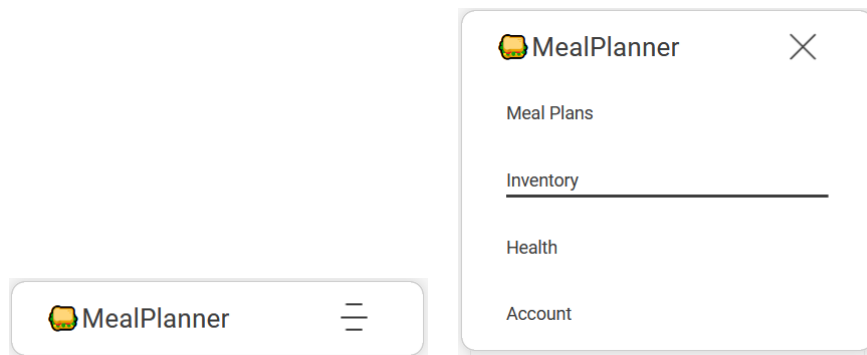 MealPlanner
MealPlanner
Meal Plans
Inventory
Health
Account